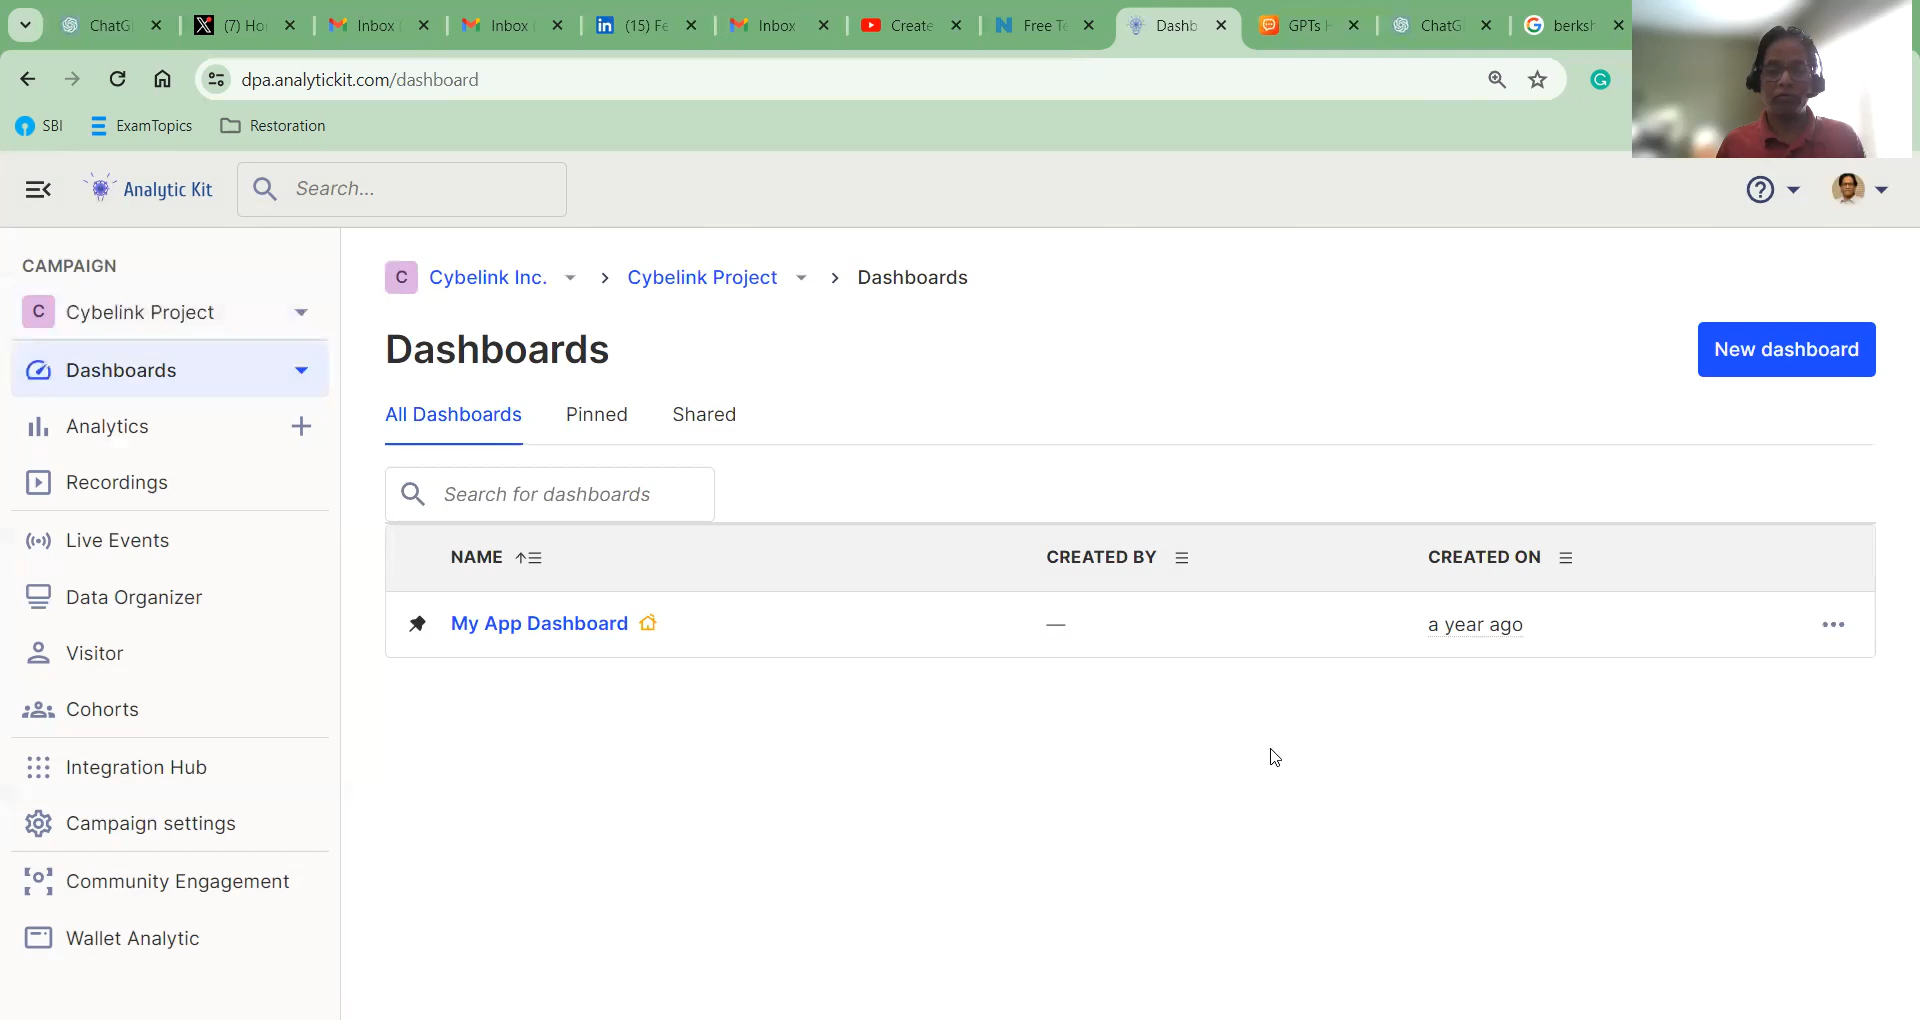 ChatG
(7) Ho
Inbox
Inbox
(15) Fe
Inbox
Create
Free Te
Dashb
GPTs
ChatG
berksh
dpa.analytickit.com/dashboard
SBI
ExamTopics
Restoration
Analytic Kit
Search...
CAMPAIGN
C Cybelink Project
Dashboards
Analytics
Recordings
Live Events
Data Organizer
Visitor
Cohorts
Integration Hub
Campaign settings
Community Engagement
Wallet Analytic
C Cybelink Inc. > Cybelink Project > Dashboards
Dashboards
New dashboard
All Dashboards Pinned Shared
Search for dashboards
NAME CREATED BY CREATED ON
My App Dashboard — a year ago